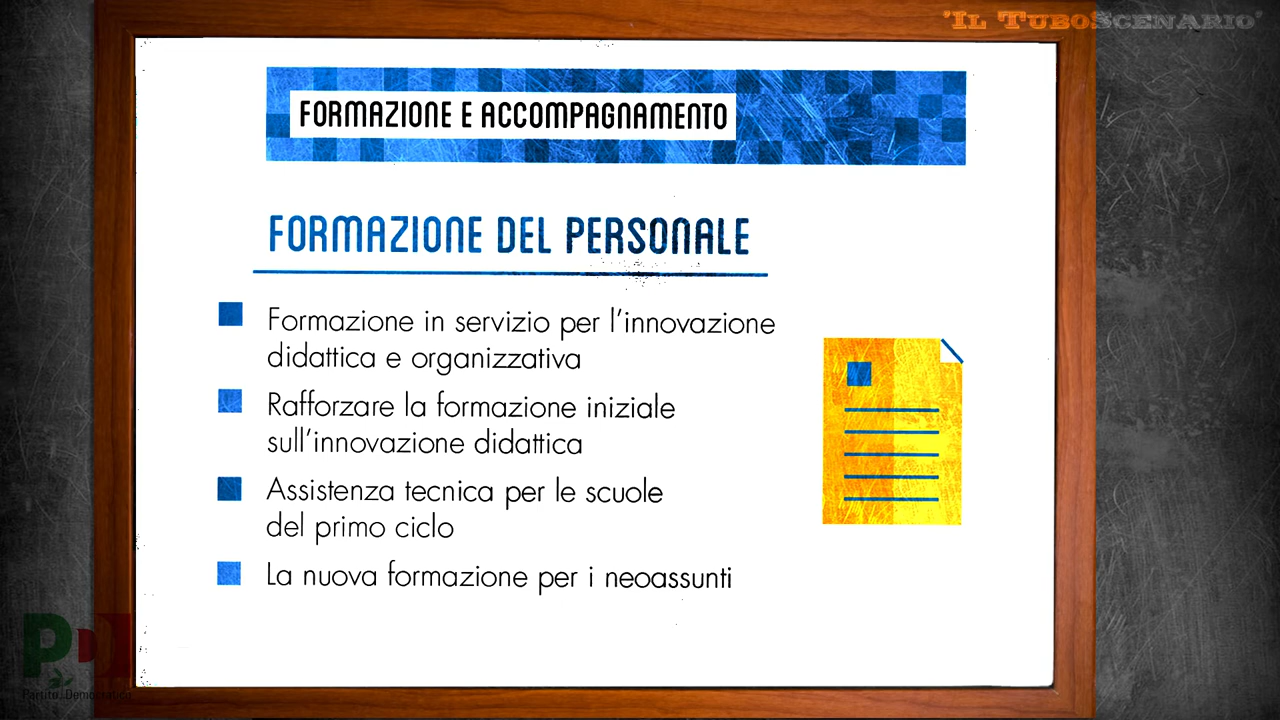 'Il TuboScenario'
FORMAZIONE E ACCOMPAGNAMENTO
FORMAZIONE DEL PERSONALE
Formazione in servizio per l'innovazione
didattica e organizzativa
Rafforzare la formazione iniziale
sull'innovazione didattica
Assistenza tecnica per le scuole
del primo ciclo
La nuova formazione per i neoassunti
PD
Partito Democratico